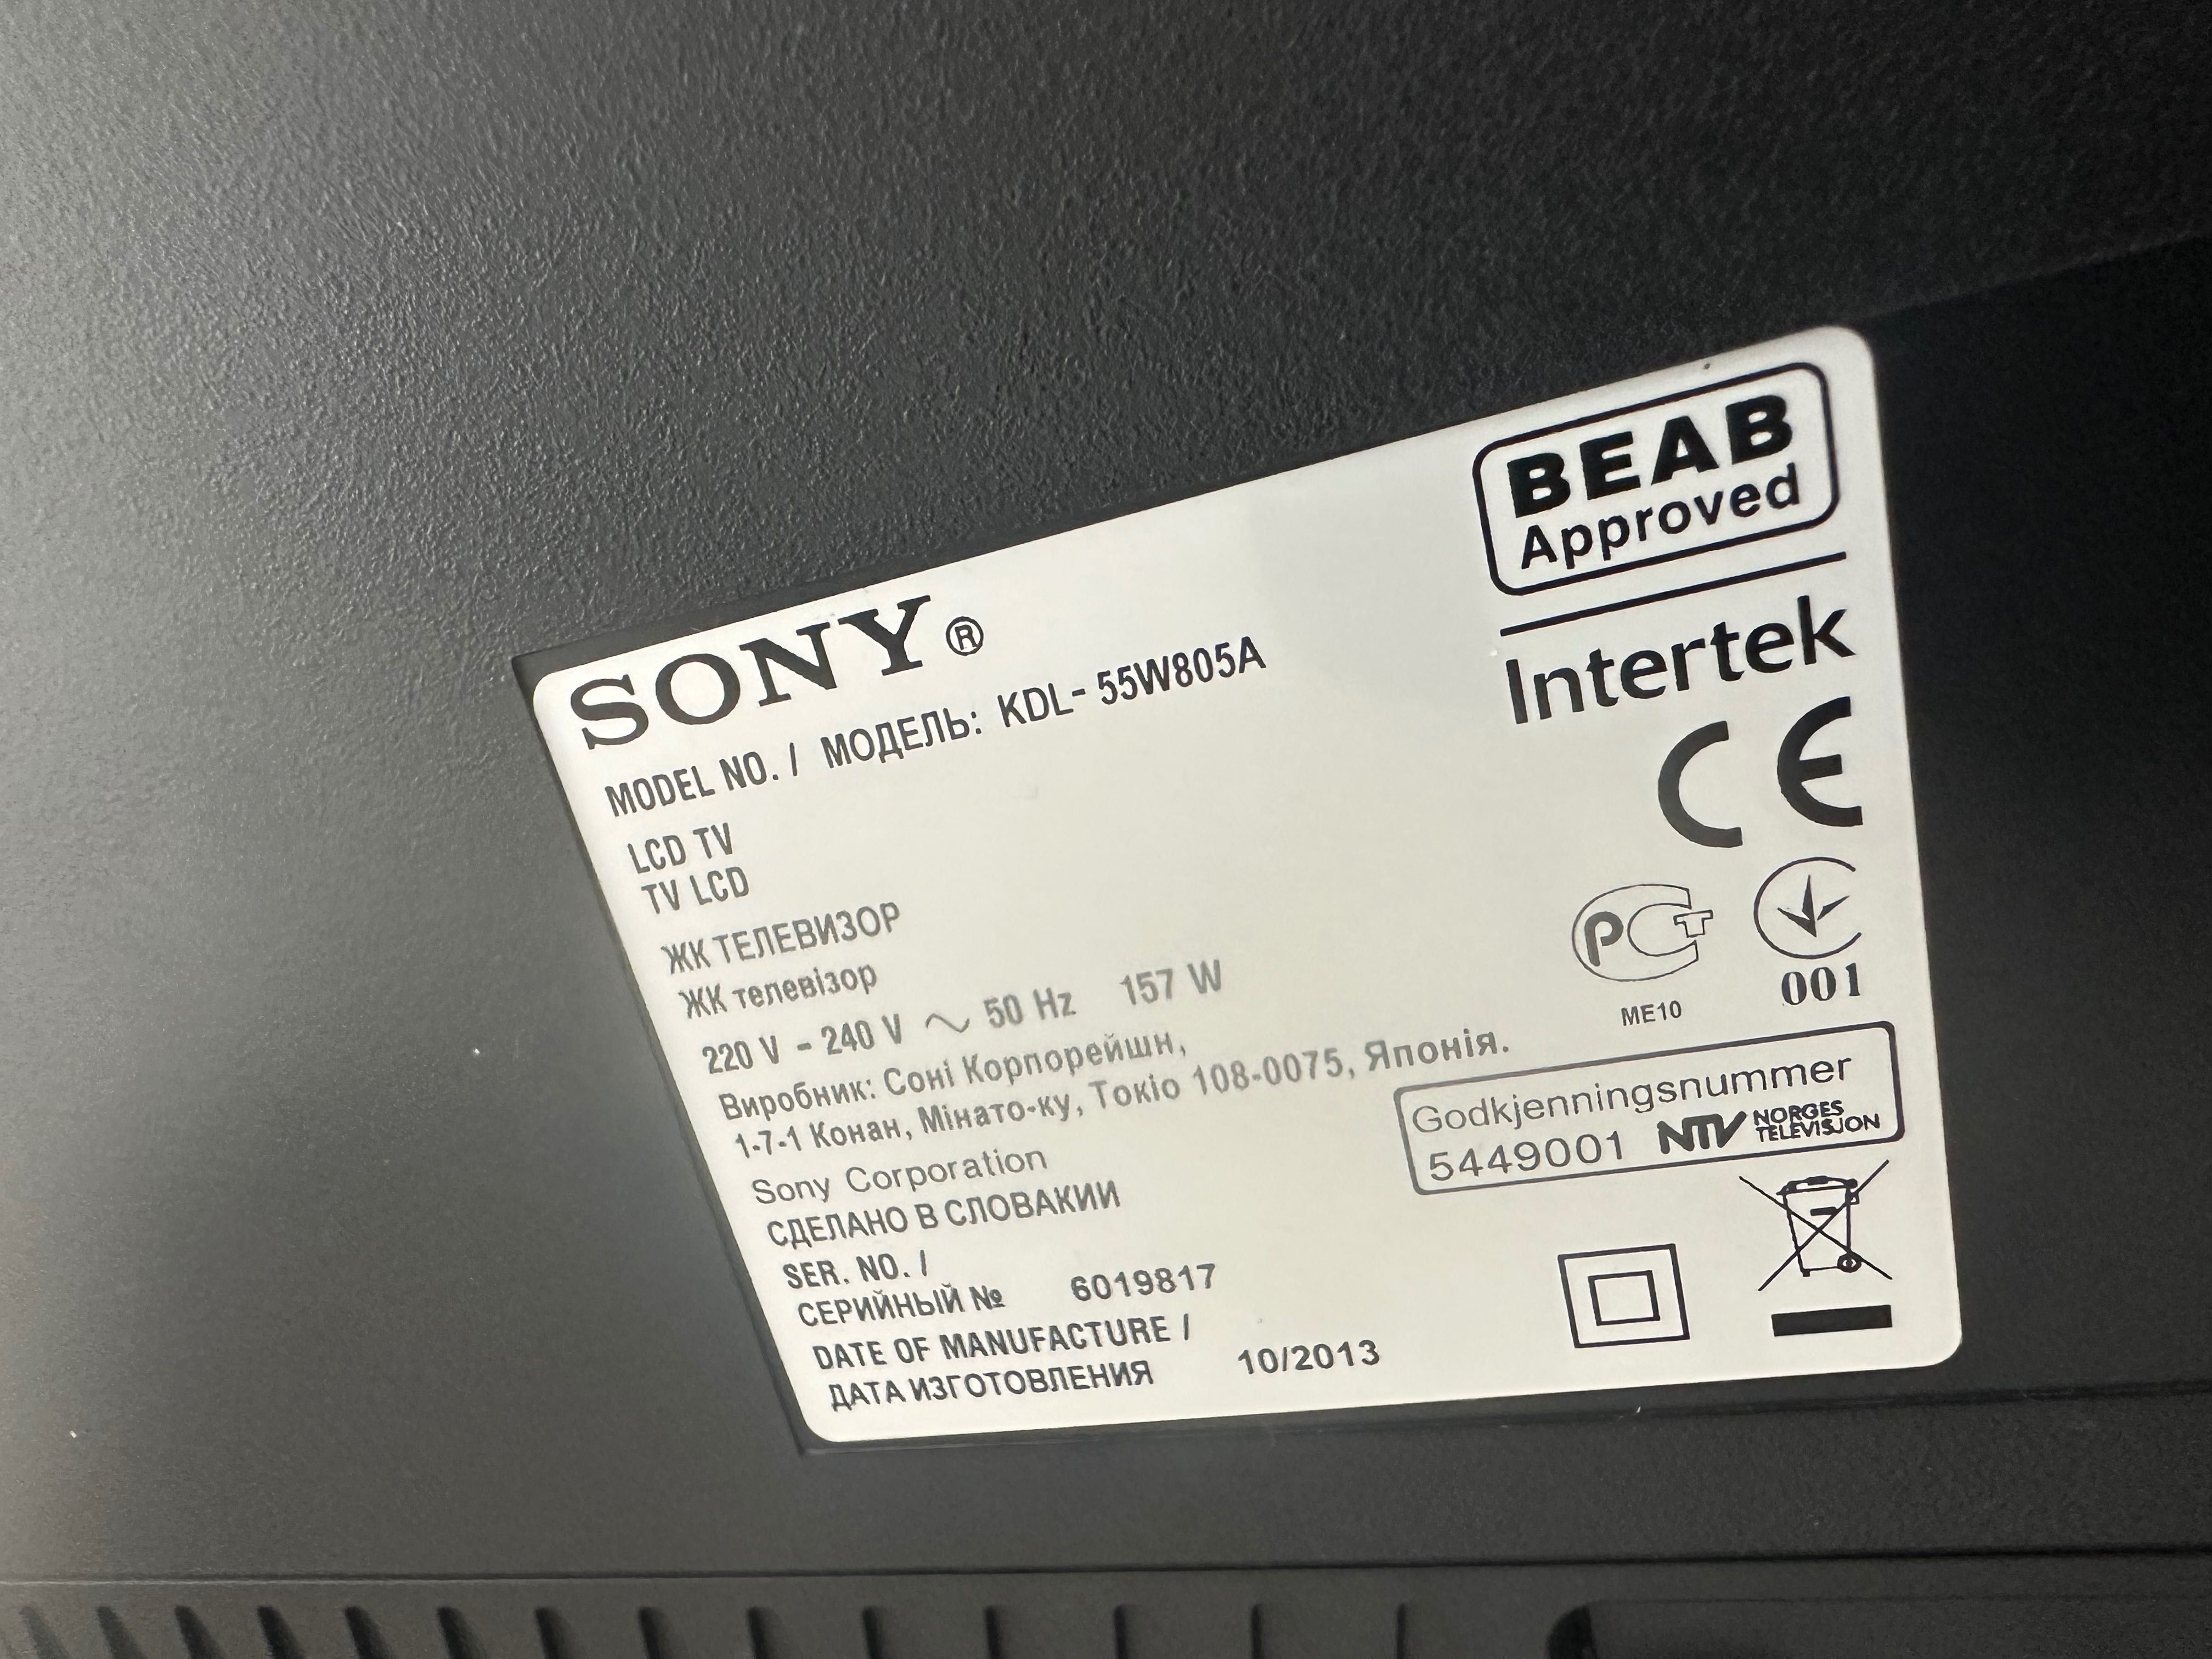 SONY®
MODEL NO. / МОДЕЛЬ: KDL- 55W805A
LCD TV
TV LCD
ЖК ТЕЛЕВИЗОР
ЖК телевізор
220 V - 240 V ~ 50 Hz 157 W
Виробник: Соні Корпорейшн,
1-7-1 Конан, Мінато-ку, Токіо 108-0075, Японія.
Sony Corporation
СДЕЛАНО В СЛОВАКИИ
SER. NO. /
СЕРИЙНЫЙ № 6019817
DATE OF MANUFACTURE /
ДАТА ИЗГОТОВЛЕНИЯ 10/2013
BEAB
Approved
Intertek
CE
РСТ
ME10
001
Godkjenningsnummer
5449001 NTV NORGES
TELEVISJON